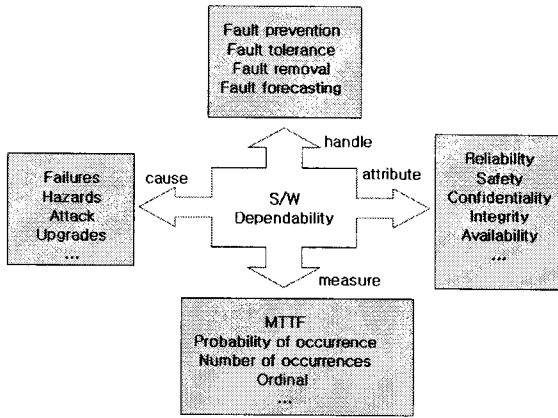 Fault prevention
Fault tolerance
Fault removal
Fault forecasting
handle
cause
attribute
Failures
Hazards
Attack
Upgrades
...
S/W
Dependability
Reliability
Safety
Confidentiality
Integrity
Availability
...
measure
MTTF
Probability of occurrence
Number of occurrences
Ordinal
...